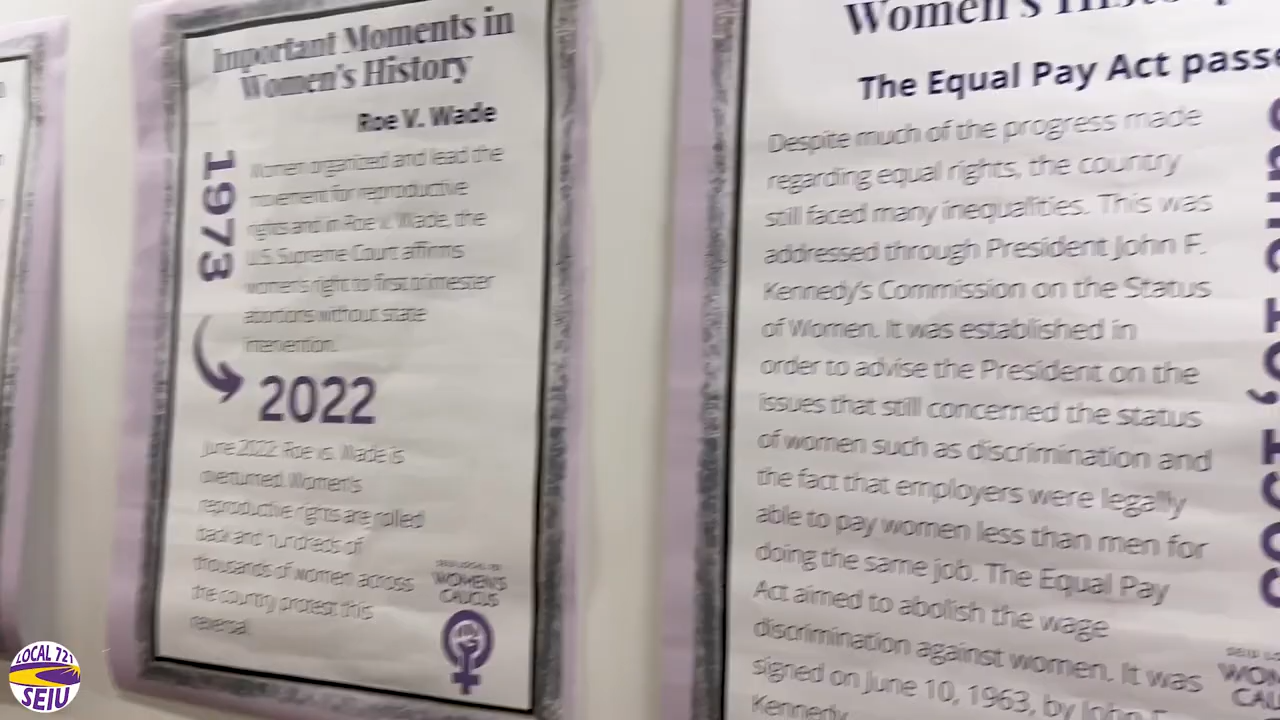 Important Moments in
Women's History
Roe V. Wade
1973
Women organized and lead the
movement for reproductive
rights and in Roe v. Wade, the
U.S. Supreme Court affirms
women's right to first trimester
abortions without state
intervention.
2022
June 2022: Roe vs. Wade is
overturned. Women's
reproductive rights are rolled
back and hundreds of
thousands of women across
the country protest this
reversal.
WOMEN'S
CAUCUS
Women's
The Equal Pay Act passe
Despite much of the progress made
regarding equal rights, the country
still faced many inequalities. This was
addressed through President John F.
Kennedy's Commission on the Status
of Women. It was established in
order to advise the President on the
issues that still concerned the status
of women such as discrimination and
the fact that employers were legally
able to pay women less than men for
doing the same job. The Equal Pay
Act aimed to abolish the wage
discrimination against women. It was
signed on June 10, 1963, by John F.
Kennedy
WOM
CAU
LOCAL 721
SEIU